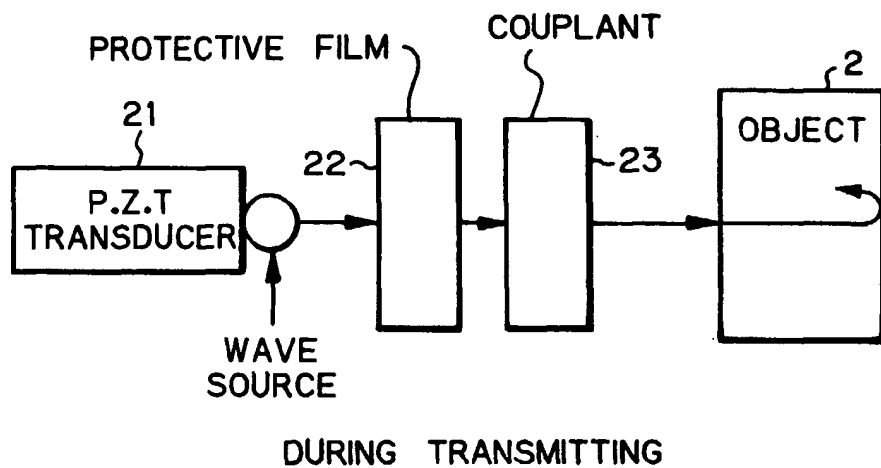 PROTECTIVE FILM
COUPLANT
21
22
23
2
P.Z.T
TRANSDUCER
OBJECT
WAVE
SOURCE
DURING TRANSMITTING